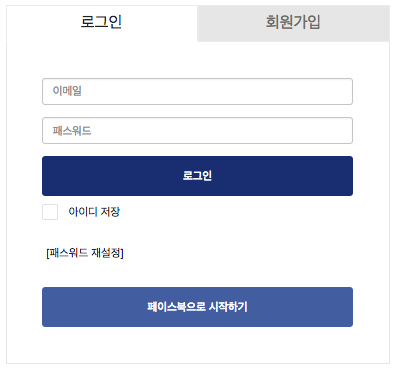 로그인 회원가입
이메일
패스워드
로그인
아이디 저장
[패스워드 재설정]
페이스북으로 시작하기